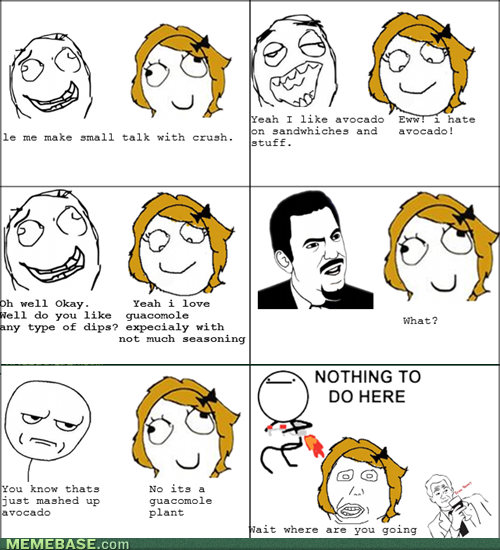 le me make small talk with crush.
Yeah I like avocado
on sandwhiches and
stuff.
Eww! i hate
avocado!
Oh well Okay.
Well do you like
any type of dips?
Yeah i love
guacomole
expecialy with
not much seasoning
What?
You know thats
just mashed up
avocado
No its a
guacomole
plant
NOTHING TO
DO HERE
Wait where are you going
MEMEBASE.com